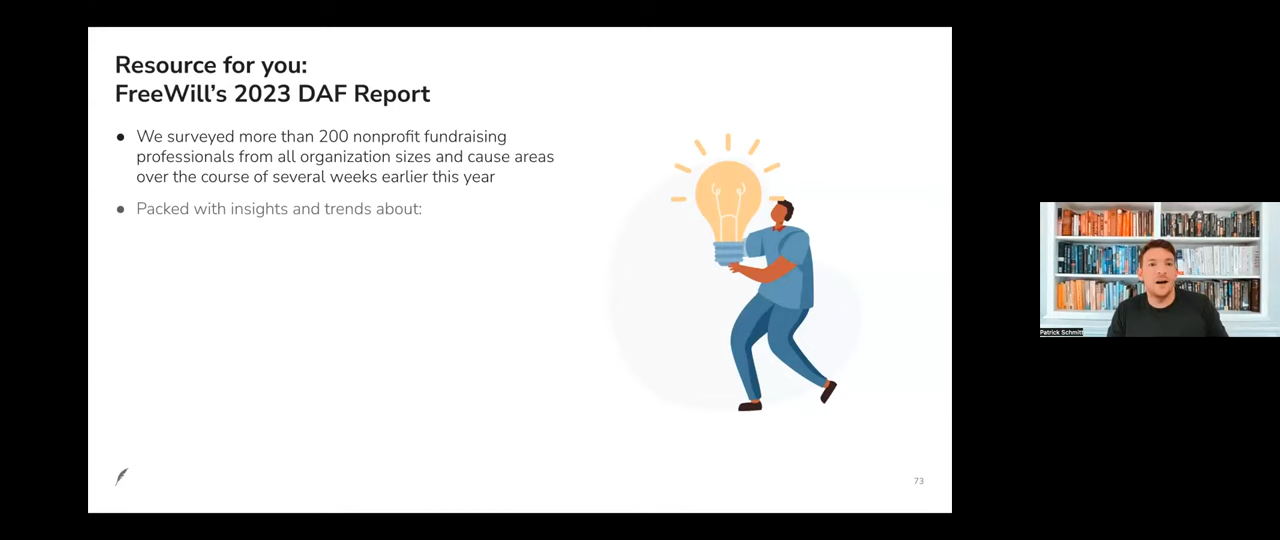 Resource for you:
FreeWill’s 2023 DAF Report
● We surveyed more than 200 nonprofit fundraising
professionals from all organization sizes and cause areas
over the course of several weeks earlier this year
● Packed with insights and trends about:
73
Patrick Schmitt